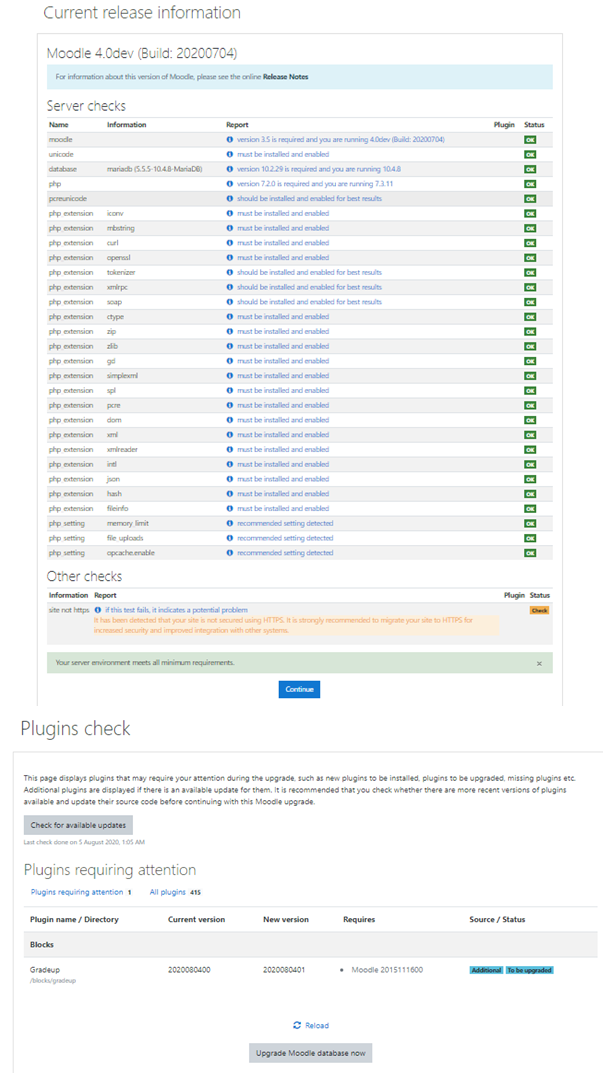 Current release information
Moodle 4.0dev (Build: 20200704)
For information about this version of Moodle, please see the online Release Notes
Server checks
Name Information Report Plugin Status
moodle version 3.5 is required and you are running 4.0dev (Build: 20200704) OK
unicode must be installed and enabled OK
database mariadb (5.5.5-10.4.8-MariaDB) version 10.2.29 is required and you are running 10.4.8 OK
php version 7.2.0 is required and you are running 7.3.11 OK
pcreunicode should be installed and enabled for best results OK
php_extension iconv must be installed and enabled OK
php_extension mbstring must be installed and enabled OK
php_extension curl must be installed and enabled OK
php_extension openssl must be installed and enabled OK
php_extension tokenizer should be installed and enabled for best results OK
php_extension xmlrpc should be installed and enabled for best results OK
php_extension soap should be installed and enabled for best results OK
php_extension ctype must be installed and enabled OK
php_extension zip must be installed and enabled OK
php_extension zlib must be installed and enabled OK
php_extension gd must be installed and enabled OK
php_extension simplexml must be installed and enabled OK
php_extension spl must be installed and enabled OK
php_extension pcre must be installed and enabled OK
php_extension dom must be installed and enabled OK
php_extension xml must be installed and enabled OK
php_extension xmlreader must be installed and enabled OK
php_extension intl must be installed and enabled OK
php_extension json must be installed and enabled OK
php_extension hash must be installed and enabled OK
php_extension fileinfo must be installed and enabled OK
php_setting memory_limit recommended setting detected OK
php_setting file_uploads recommended setting detected OK
php_setting opcache.enable recommended setting detected OK
Other checks
Information Report Plugin Status
site not https if this test fails, it indicates a potential problem Check
It has been detected that your site is not secured using HTTPS. It is strongly recommended to migrate your site to HTTPS for
increased security and improved integration with other systems.
Your server environment meets all minimum requirements. ×
Continue
Plugins check
This page displays plugins that may require your attention during the upgrade, such as new plugins to be installed, plugins to be upgraded, missing plugins etc.
Additional plugins are displayed if there is an available update for them. It is recommended that you check whether there are more recent versions of plugins
available and update their source code before continuing with this Moodle upgrade.
Check for available updates
Last check done on 5 August 2020, 1:05 AM
Plugins requiring attention
Plugins requiring attention 1 All plugins 415
Plugin name / Directory Current version New version Requires Source / Status
Blocks
Gradeup 2020080400 2020080401 • Moodle 2015111600 Additional To be upgraded
/blocks/gradeup
Reload
Upgrade Moodle database now